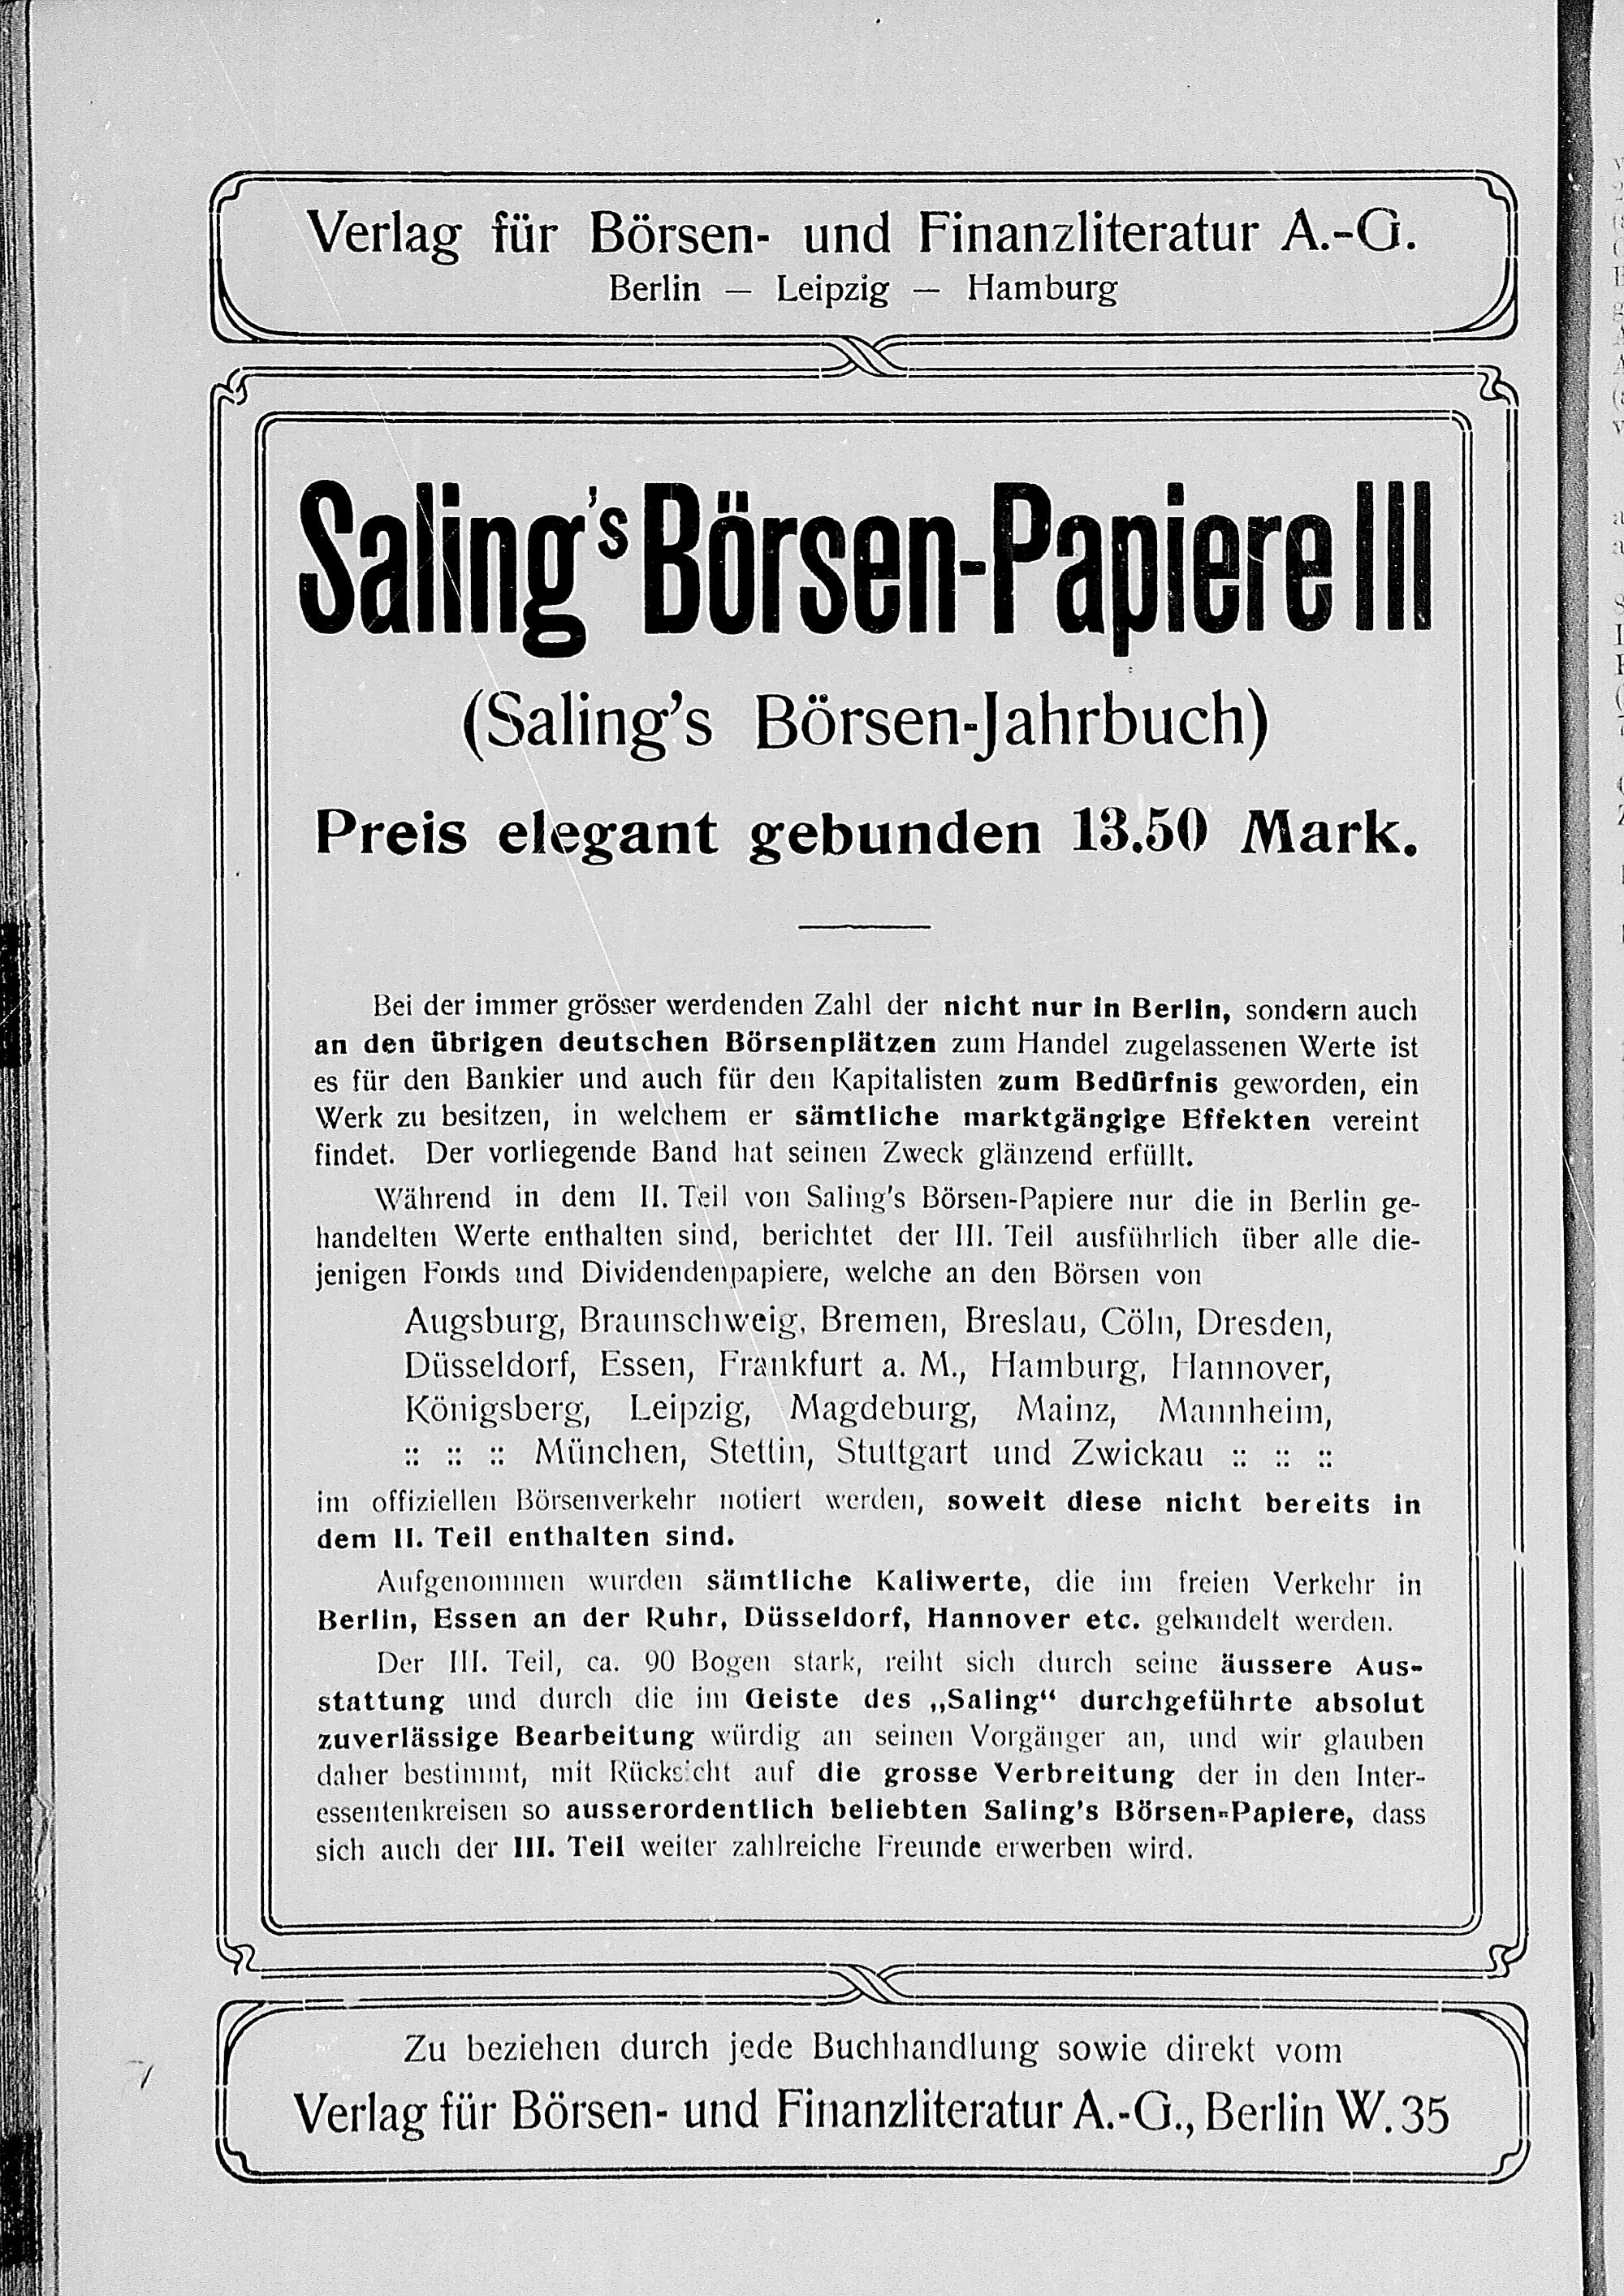 Verlag für Börsen- und Finanzliteratur A.-G.
Berlin — Leipzig — Hamburg
Saling's Börsen-Papiere III
(Saling's Börsen-Jahrbuch)
Preis elegant gebunden 13.50 Mark.
Bei der immer grösser werdenden Zahl der nicht nur in Berlin, sondern auch
an den übrigen deutschen Börsenplätzen zum Handel zugelassenen Werte ist
es für den Bankier und auch für den Kapitalisten zum Bedürfnis geworden, ein
Werk zu besitzen, in welchem er sämtliche marktgängige Effekten vereint
findet. Der vorliegende Band hat seinen Zweck glänzend erfüllt.
Während in dem II. Teil von Saling's Börsen-Papiere nur die in Berlin ge-
handelten Werte enthalten sind, berichtet der III. Teil ausführlich über alle die-
jenigen Fonds und Dividendenpapiere, welche an den Börsen von
Augsburg, Braunschweig, Bremen, Breslau, Cöln, Dresden,
Düsseldorf, Essen, Frankfurt a. M., Hamburg, Hannover,
Königsberg, Leipzig, Magdeburg, Mainz, Mannheim,
:: :: :: München, Stettin, Stuttgart und Zwickau :: :: ::
im offiziellen Börsenverkehr notiert werden, soweit diese nicht bereits in
dem II. Teil enthalten sind.
Aufgenommen wurden sämtliche Kaliwerte, die im freien Verkehr in
Berlin, Essen an der Ruhr, Düsseldorf, Hannover etc. gehandelt werden.
Der III. Teil, ca. 90 Bogen stark, reiht sich durch seine äussere Aus-
stattung und durch die im Geiste des „Saling“ durchgeführte absolut
zuverlässige Bearbeitung würdig an seinen Vorgänger an, und wir glauben
daher bestimmt, mit Rücksicht auf die grosse Verbreitung der in den Inter-
essentenkreisen so ausserordentlich beliebten Saling's Börsen-Papiere, dass
sich auch der III. Teil weiter zahlreiche Freunde erwerben wird.
Zu beziehen durch jede Buchhandlung sowie direkt vom
Verlag für Börsen- und Finanzliteratur A.-G., Berlin W. 35